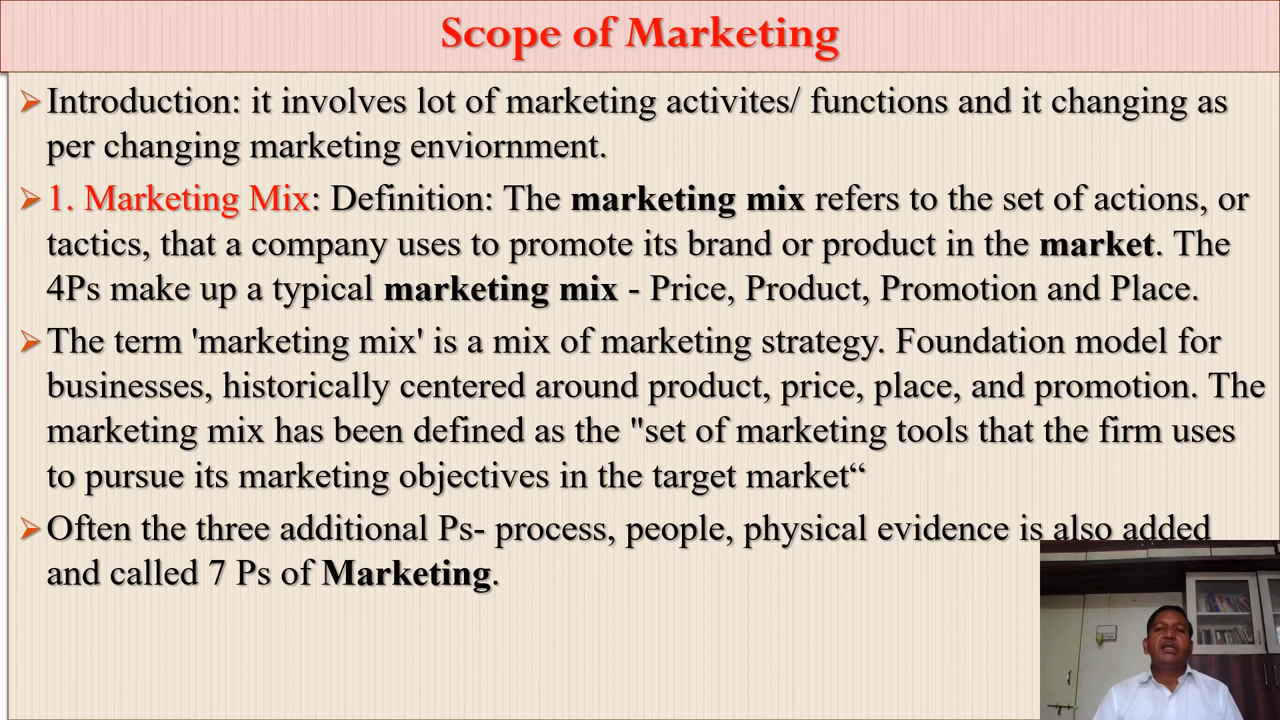 Scope of Marketing
➢Introduction: it involves lot of marketing activites/ functions and it changing as
per changing marketing enviornment.
➢1. Marketing Mix: Definition: The marketing mix refers to the set of actions, or
tactics, that a company uses to promote its brand or product in the market. The
4Ps make up a typical marketing mix - Price, Product, Promotion and Place.
➢The term 'marketing mix' is a mix of marketing strategy. Foundation model for
businesses, historically centered around product, price, place, and promotion. The
marketing mix has been defined as the "set of marketing tools that the firm uses
to pursue its marketing objectives in the target market“
➢Often the three additional Ps- process, people, physical evidence is also added
and called 7 Ps of Marketing.